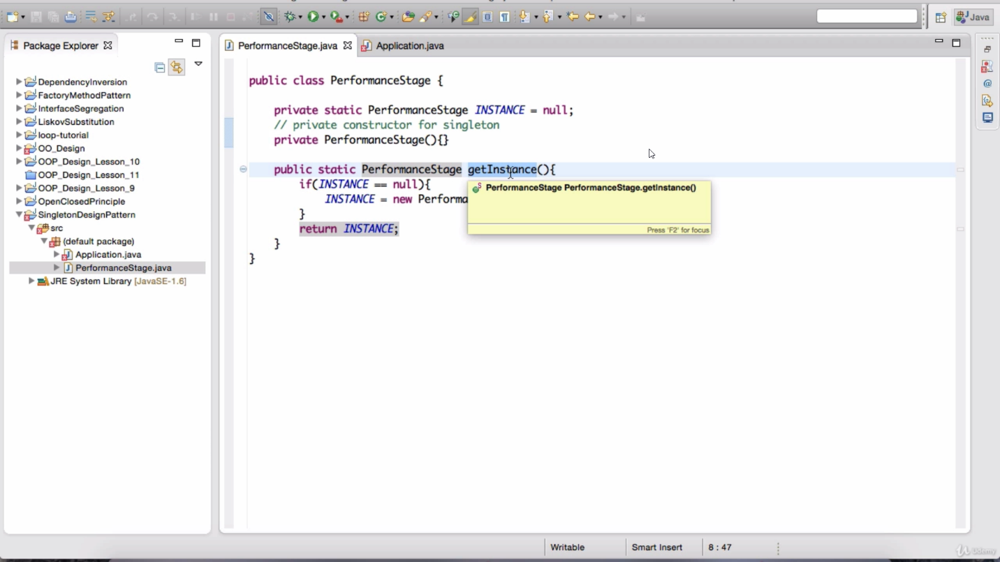 Java
Package Explorer
PerformanceStage.java
Application.java
DependencyInversion
FactoryMethodPattern
InterfaceSegregation
LiskovSubstitution
loop-tutorial
OO_Design
OOP_Design_Lesson_10
OOP_Design_Lesson_11
OOP_Design_Lesson_9
OpenClosedPrinciple
SingletonDesignPattern
src
(default package)
Application.java
PerformanceStage.java
JRE System Library [JavaSE-1.6]
public class PerformanceStage {
private static PerformanceStage INSTANCE = null;
// private constructor for singleton
private PerformanceStage(){}
public static PerformanceStage getInstance(){
if(INSTANCE == null){
INSTANCE = new Performa
}
return INSTANCE;
}
}
PerformanceStage PerformanceStage.getInstance()
Press 'F2' for focus
Writable
Smart Insert
8 : 47
Udemy